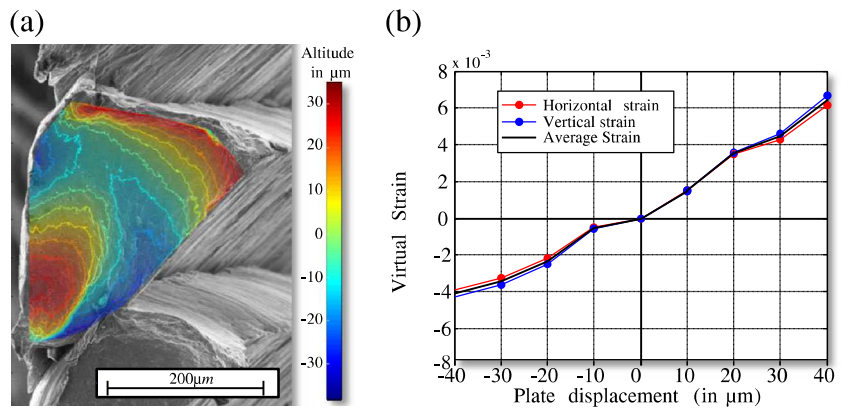 (a)
Altitude
in µm
30
20
10
0
-10
-20
-30
200µm
(b)
x 10⁻³
8
6
4
2
0
-2
-4
-6
-8
Virtual Strain
Horizontal strain
Vertical strain
Average Strain
-40 -30 -20 -10 0 10 20 30 40
Plate displacement (in µm)